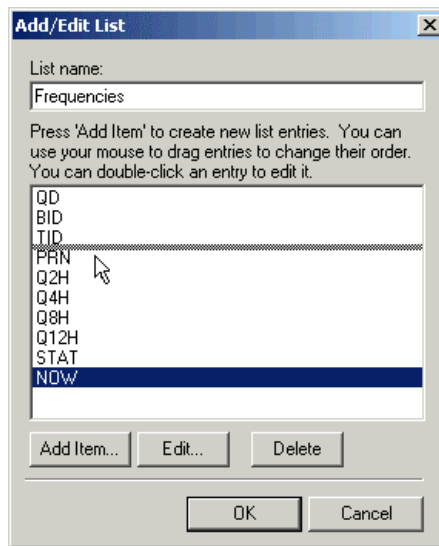 Add/Edit List
List name:
Frequencies
Press 'Add Item' to create new list entries. You can
use your mouse to drag entries to change their order.
You can double-click an entry to edit it.
QD
BID
TID
PRN
Q2H
Q4H
Q8H
Q12H
STAT
NOW
Add Item... Edit... Delete
OK Cancel